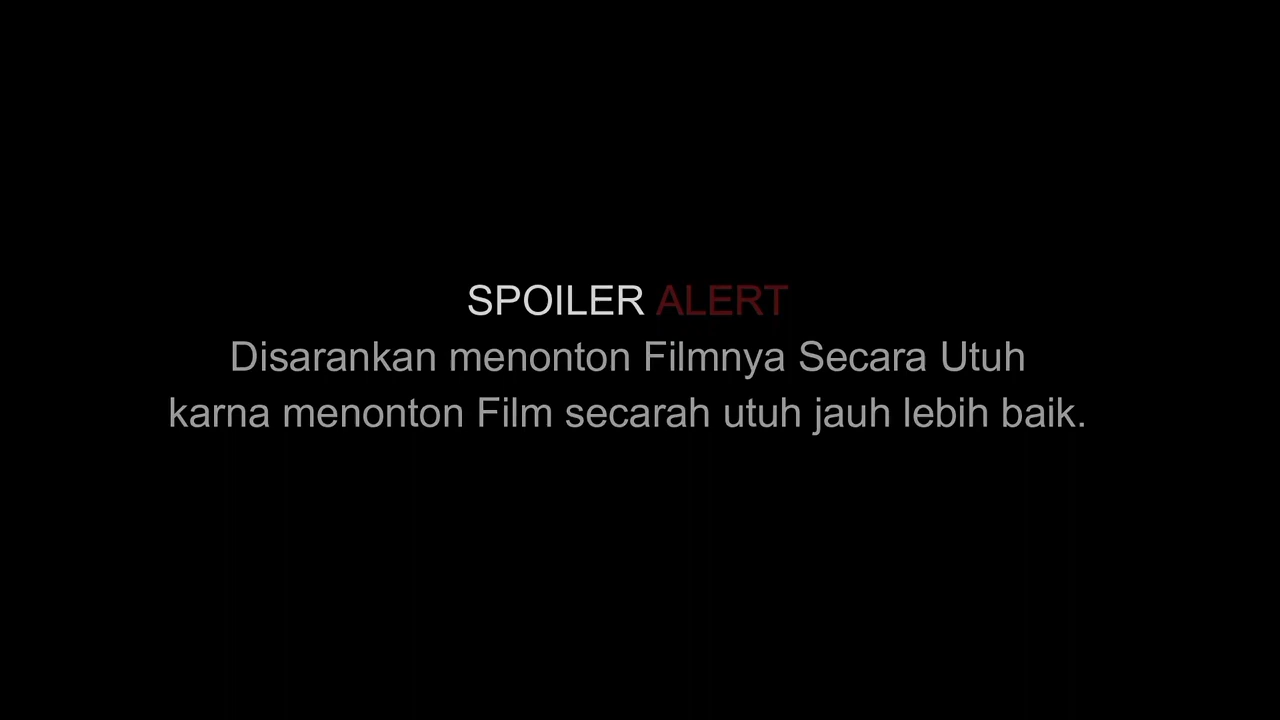 SPOILER ALERT
Disarankan menonton Filmnya Secara Utuh
karna menonton Film secarah utuh jauh lebih baik.